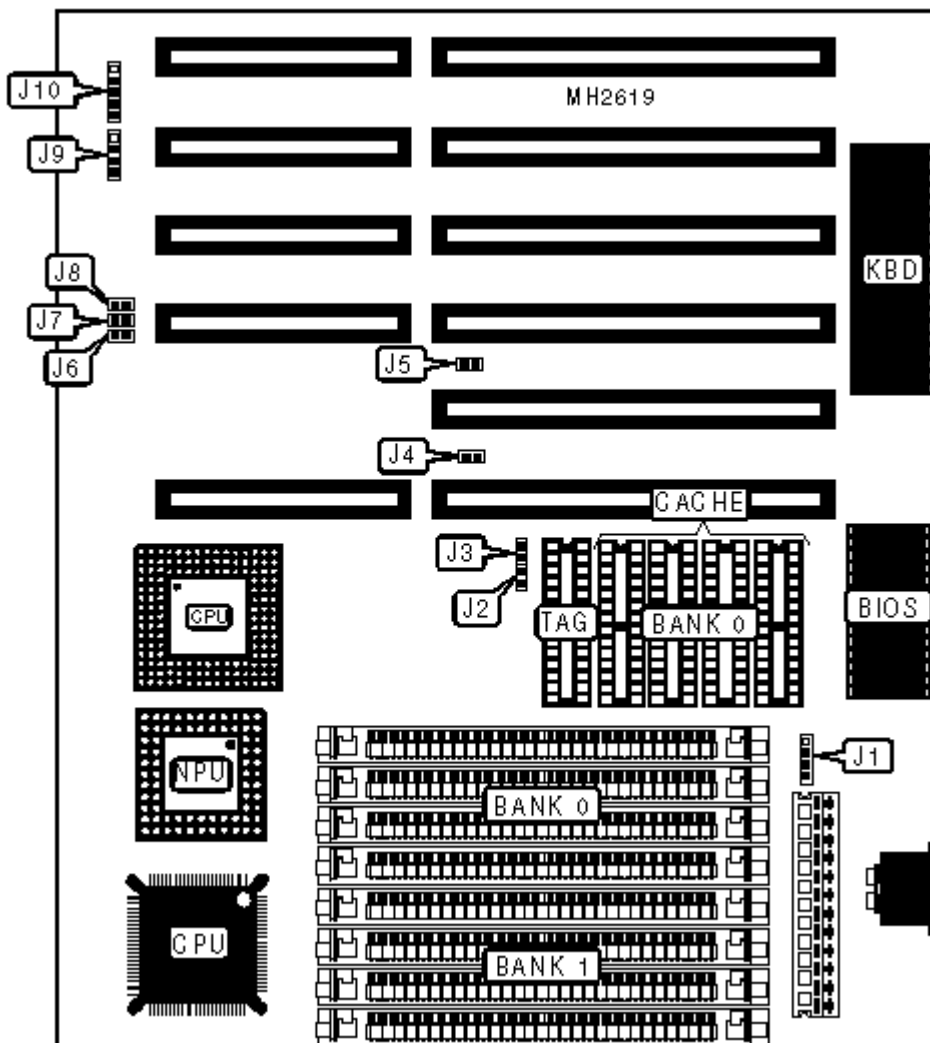 J10
MH2619
J9
J8
KBD
J7
J6
J5
J4
CACHE
J3
J2
CPU
TAG
BANK 0
BIOS
NPU
J1
BANK 0
CPU
BANK 1